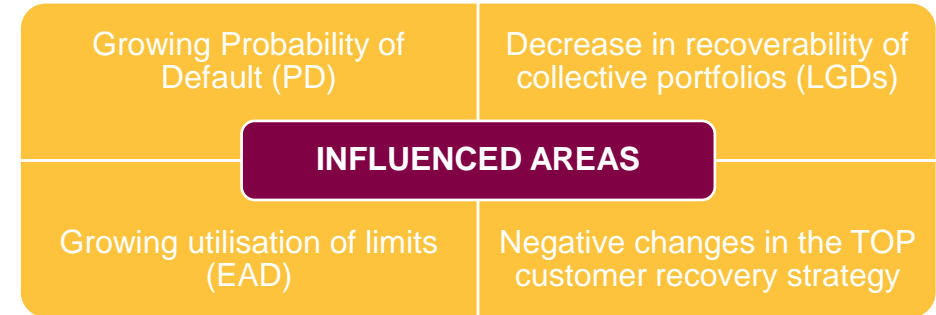 Growing Probability of
Default (PD)
Decrease in recoverability of
collective portfolios (LGDs)
INFLUENCED AREAS
Growing utilisation of limits
(EAD)
Negative changes in the TOP
customer recovery strategy